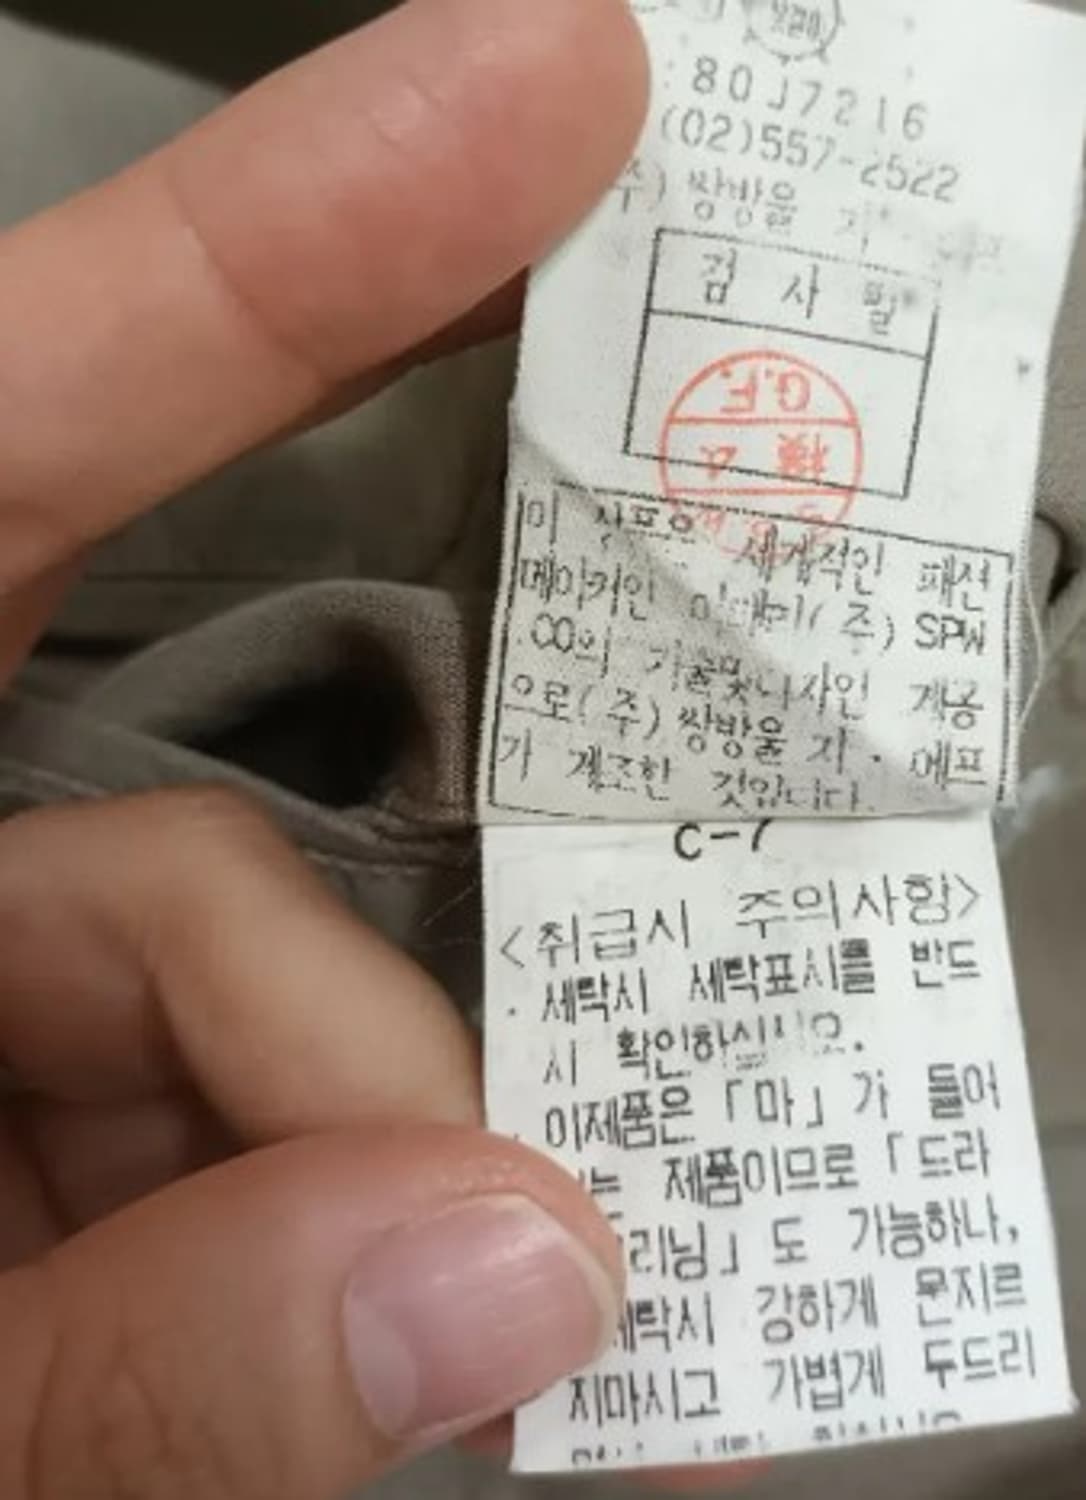 : 80J7216
(02)557-2522
주) 쌍방울 지
검 사 필
G.F.
이 상표은 세계적인 패션
메이커인 (주) SPW
.CO의 기술및디자인 제공
으로(주) 쌍방울 지 . 에프
가 제조한 것입니다.
C-7
<취급시 주의사항>
. 세탁시 세탁표시를 반드
시 확인하십시오.
. 이제품은 「마」가 들어
는 제품이므로 「드라
리닝」도 가능하나,
세탁시 강하게 문지르
지마시고 가볍게 두드리